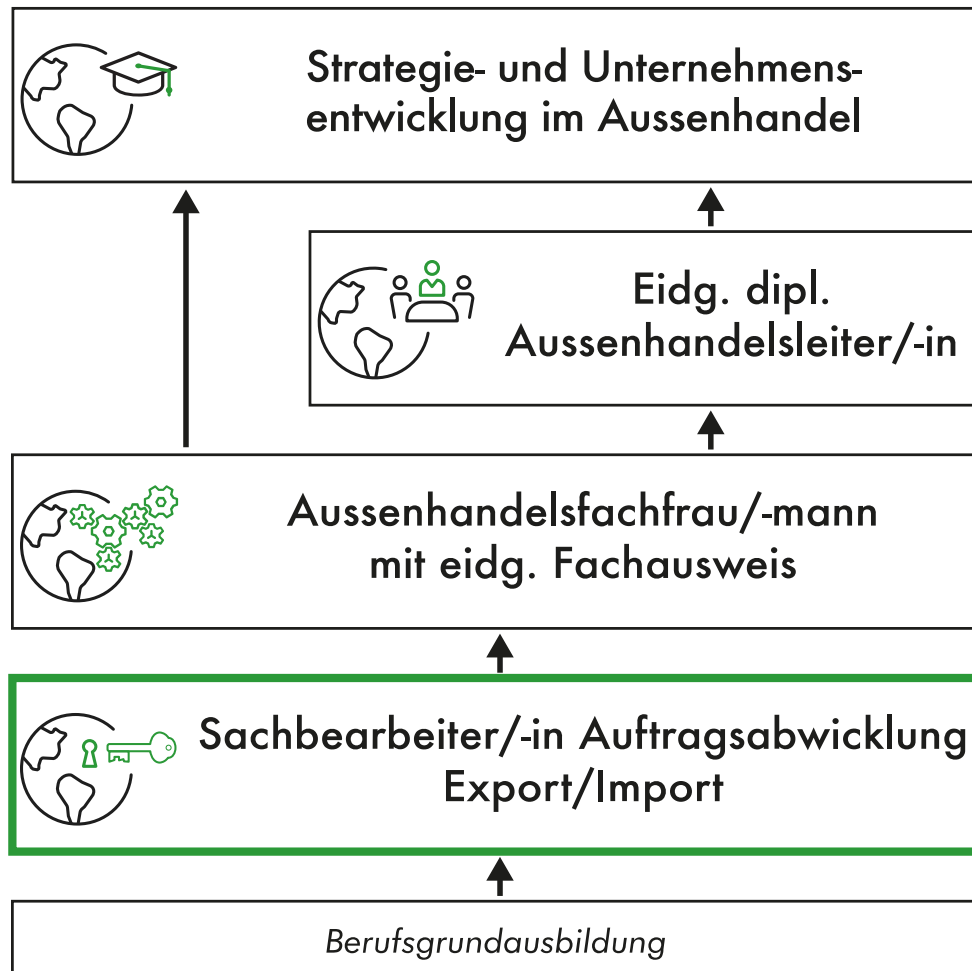 Strategie- und Unternehmens-
entwicklung im Aussenhandel
Eidg. dipl.
Aussenhandelsleiter/-in
Aussenhandelsfachfrau/-mann
mit eidg. Fachausweis
Sachbearbeiter/-in Auftragsabwicklung
Export/Import
Berufsgrundausbildung